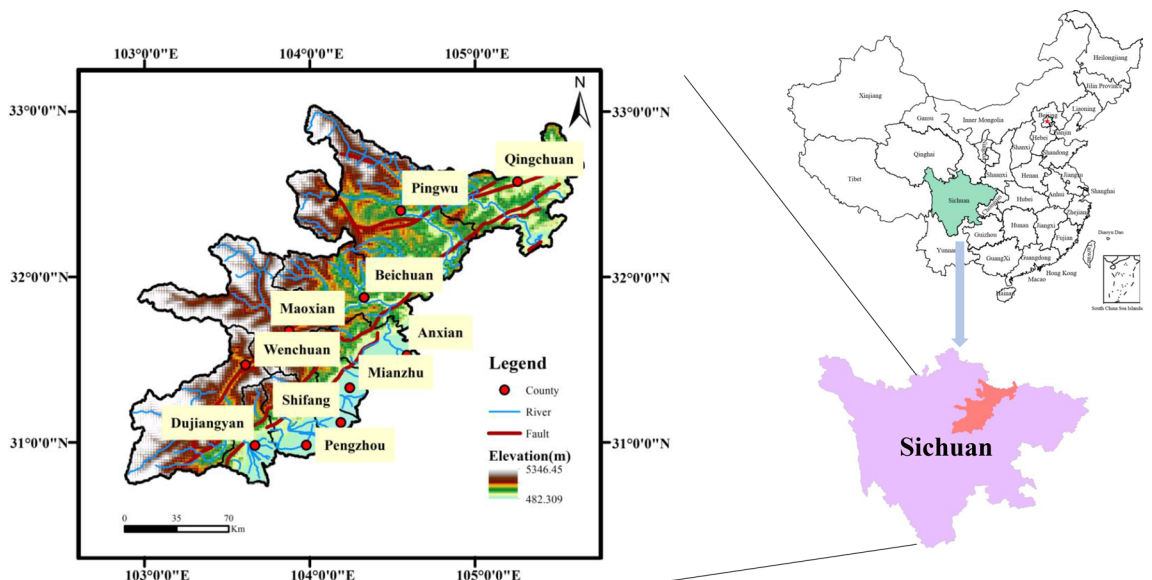 103°0'0"E
104°0'0"E
105°0'0"E
33°0'0"N
32°0'0"N
31°0'0"N
33°0'0"N
32°0'0"N
31°0'0"N
103°0'0"E
104°0'0"E
105°0'0"E
N
Qingchuan
Pingwu
Beichuan
Maoxian
Anxian
Wenchuan
Mianzhu
Shifang
Dujiangyan
Pengzhou
Legend
County
River
Fault
Elevation(m)
5346.45
482.309
0
35
70
Km
Heilongjiang
Jilin Province
Liaoning
Xinjiang
Gansu
Inner Mongolia
Beijing
Tianjin
Hebei
Shanxi
Shandong
Qinghai
Shaanxi
Henan
Jiangsu
Tibet
Anhui
Shanghai
Sichuan
Hubei
Zhejiang
Hunan
Jiangxi
Guizhou
Fujian
Yunnan
GuangXi
Guangdong
Diaoyu Dao
Hong Kong
Macao
Hainan
South China Sea Islands
Sichuan